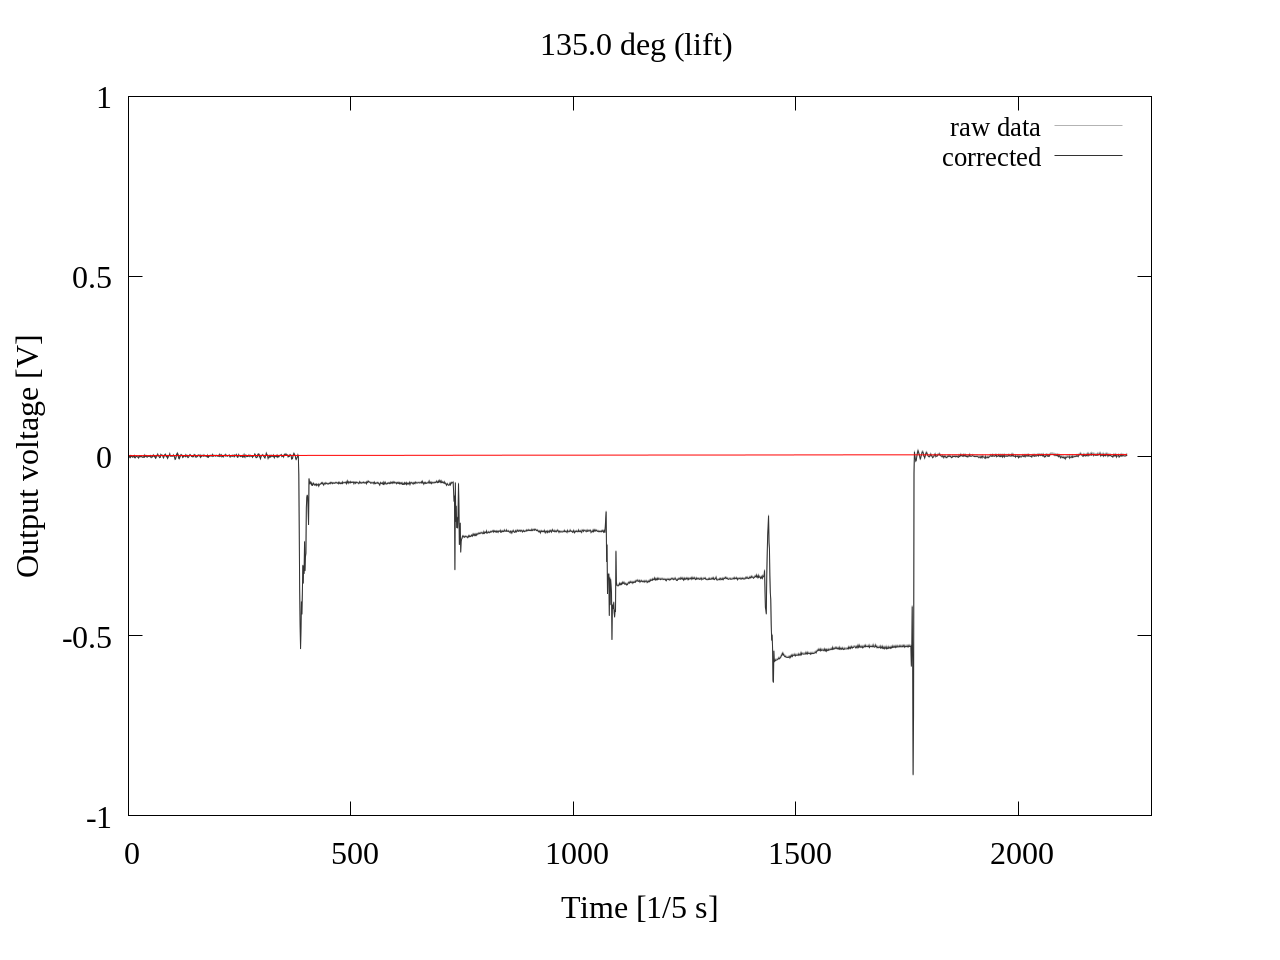 135.0 deg (lift)
1
raw data
corrected
0.5
0
-0.5
-1
Output voltage [V]
0 500 1000 1500 2000
Time [1/5 s]